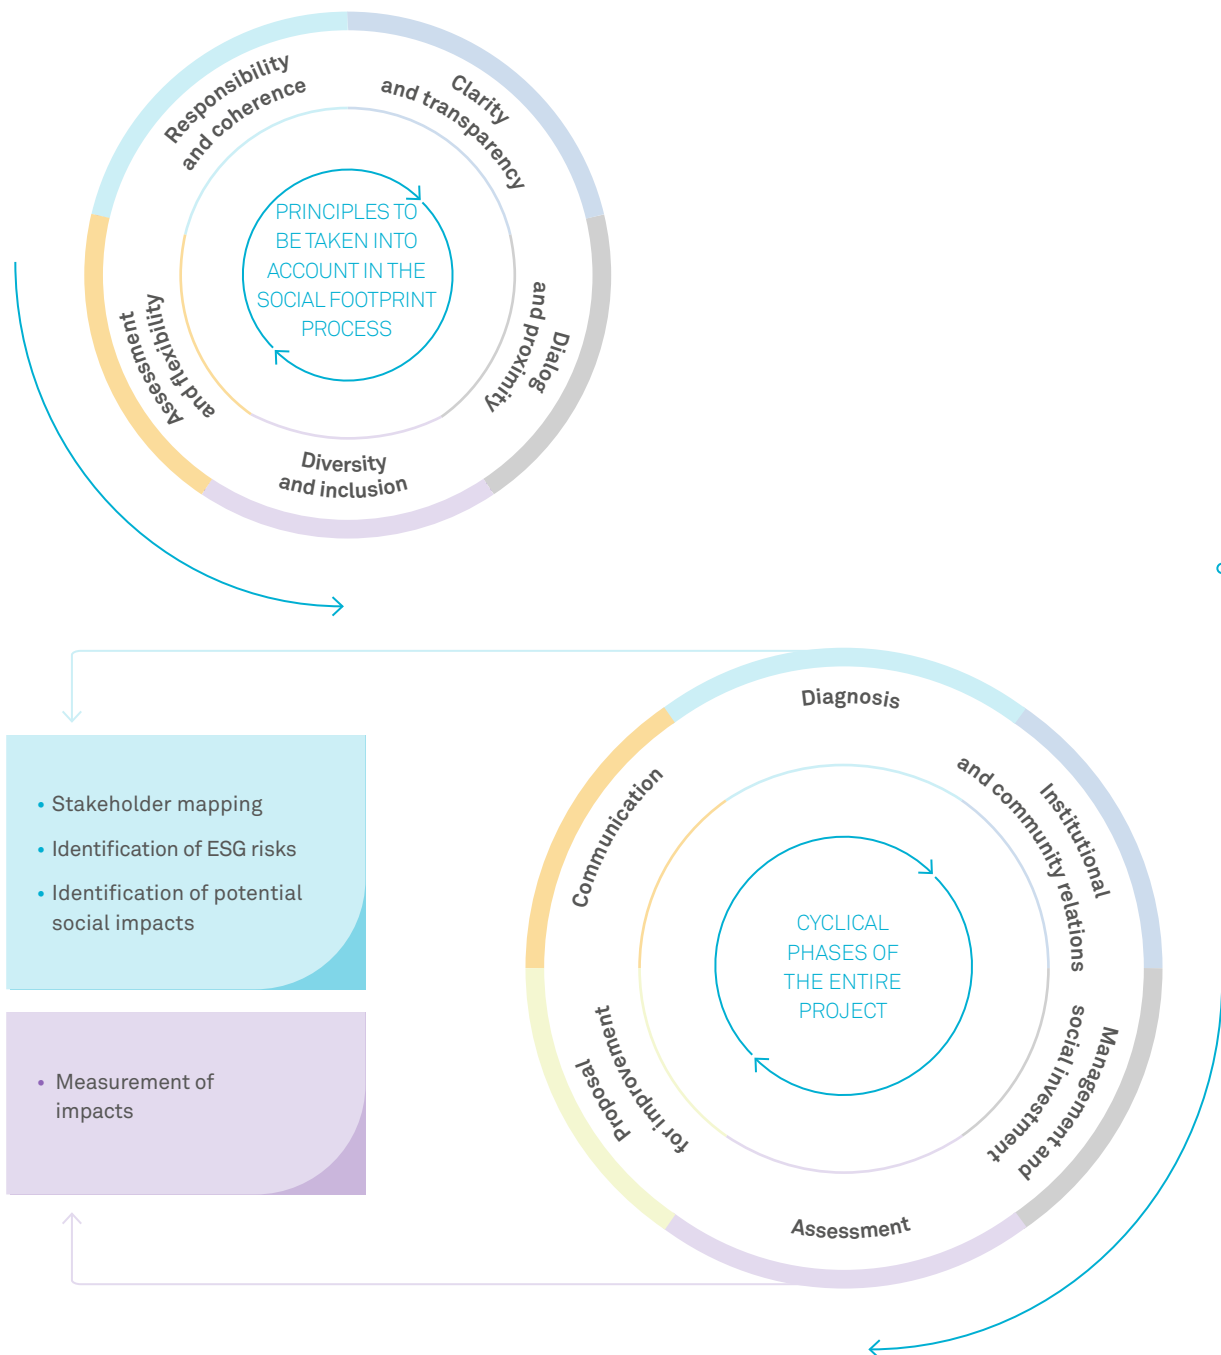 Responsibility
and coherence
Clarity
and transparency
Dialog
and proximity
Diversity
and inclusion
Assessment
and flexibility
PRINCIPLES TO
BE TAKEN INTO
ACCOUNT IN THE
SOCIAL FOOTPRINT
PROCESS
Diagnosis
Institutional
and community relations
Management and
social investment
Assessment
Proposal
for improvement
Communication
CYCLICAL
PHASES OF
THE ENTIRE
PROJECT
• Stakeholder mapping
• Identification of ESG risks
• Identification of potential
social impacts
• Measurement of
impacts